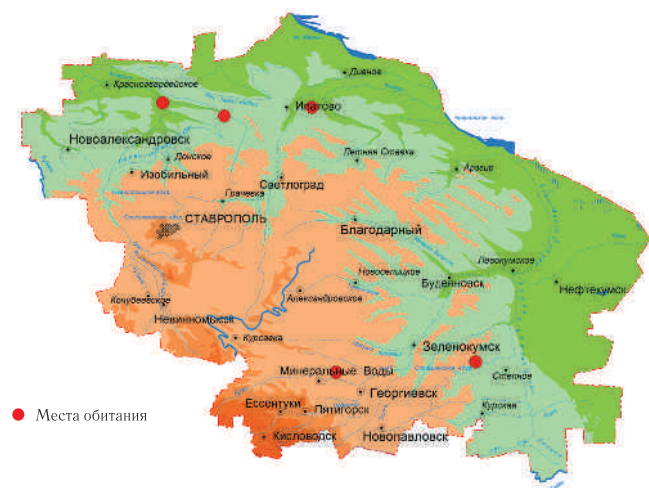 Дивное
Красногвардейское
Ипатово
Новоалександровск
Донское
Летняя Ставка
Арзгир
Изобильный
Светлоград
Грачевка
СТАВРОПОЛЬ
Благодарный
Левокумское
Новоселицкое
Буденновск
Нефтекумск
Кочубеевское
Александровское
Невинномысск
Курсавка
Зеленокумск
Минеральные Воды
Степное
Георгиевск
Ессентуки
Пятигорск
Курская
Места обитания
Кисловодск
Новопавловск